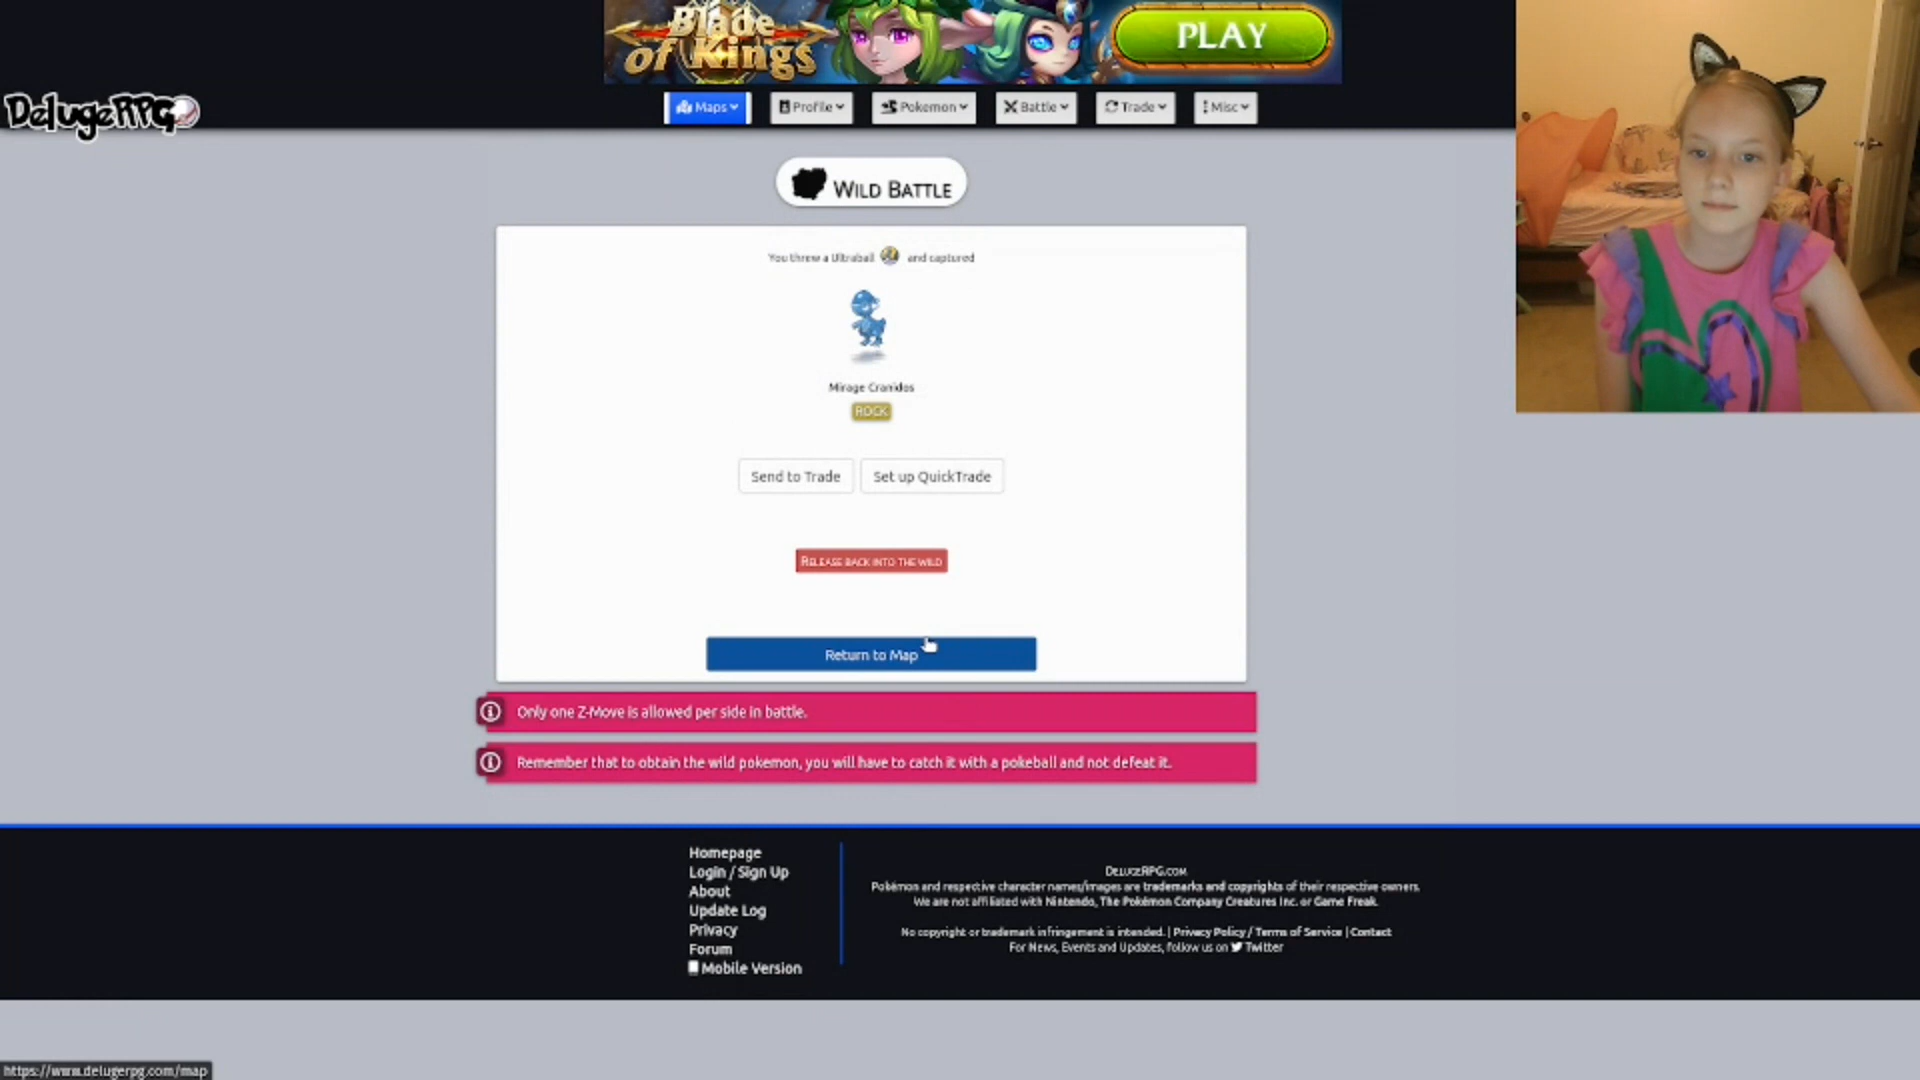 Blade
of Kings
PLAY
DelugeRPG
Maps
Profile
Pokemon
Battle
Trade
Misc
WILD BATTLE
You threw a Ultraball and captured
Mirage Cranidos
ROCK
Send to Trade
Set up QuickTrade
RELEASE BACK INTO THE WILD
Return to Map
Only one Z-Move is allowed per side in battle.
Remember that to obtain the wild pokemon, you will have to catch it with a pokeball and not defeat it.
Homepage
Login / Sign Up
About
Update Log
Privacy
Forum
Mobile Version
DELUGERPG.COM
Pokémon and respective character names/images are trademarks and copyrights of their respective owners.
We are not affiliated with Nintendo, The Pokémon Company Creatures Inc. or Game Freak.
No copyright or trademark infringement is intended. | Privacy Policy / Terms of Service | Contact
For News, Events and Updates, follow us on Twitter
https://www.delugerpg.com/map